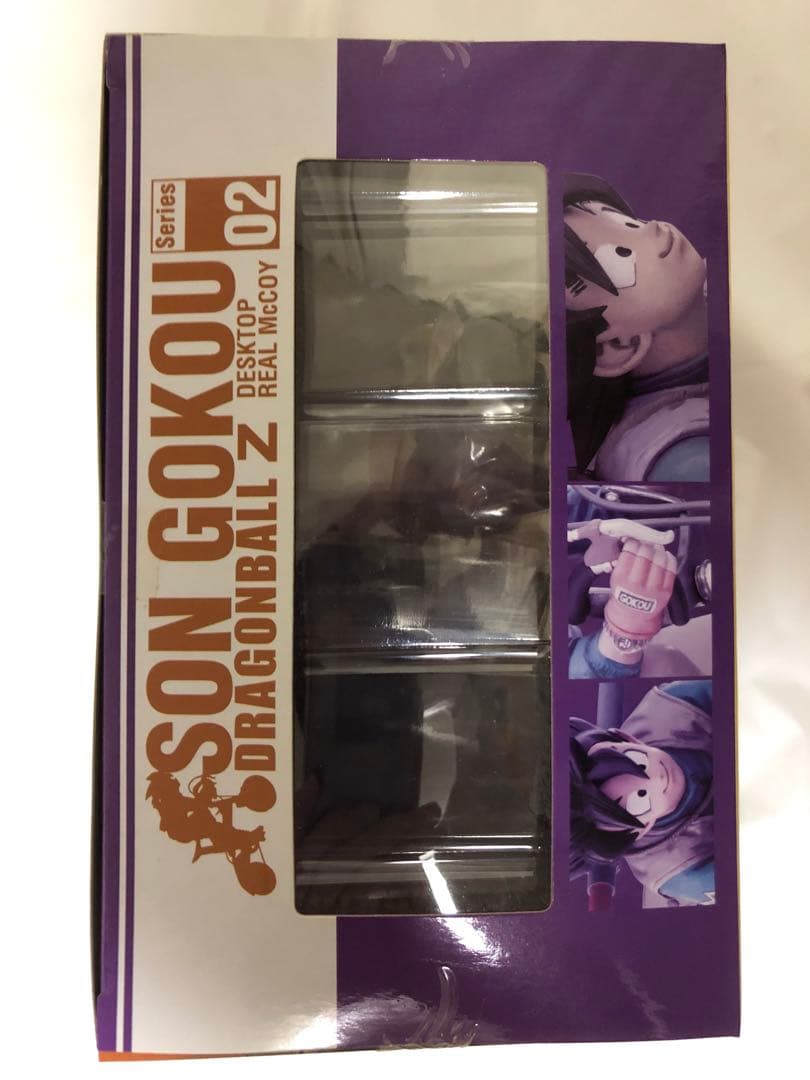 SON GOKOU
Series
02
DRAGONBALL Z
DESKTOP
REAL McCOY
GOKOU